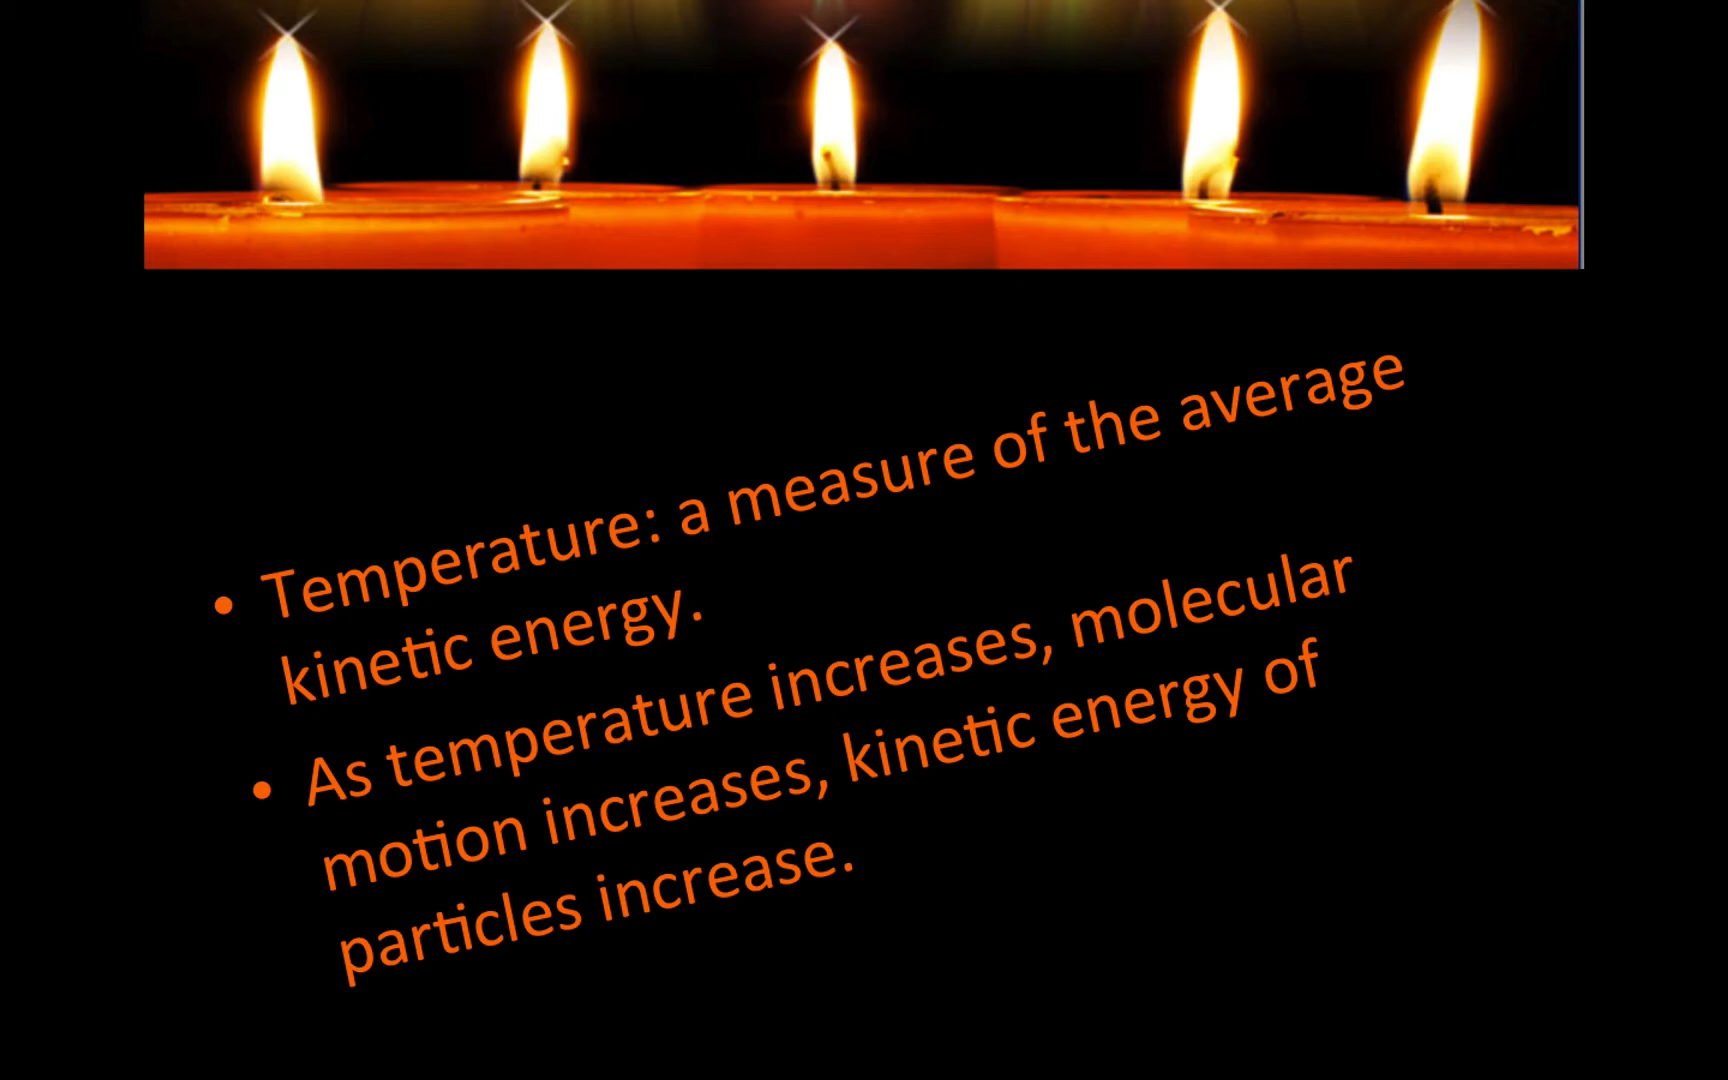 • Temperature: a measure of the average
kinetic energy.
• As temperature increases, molecular
motion increases, kinetic energy of
particles increase.